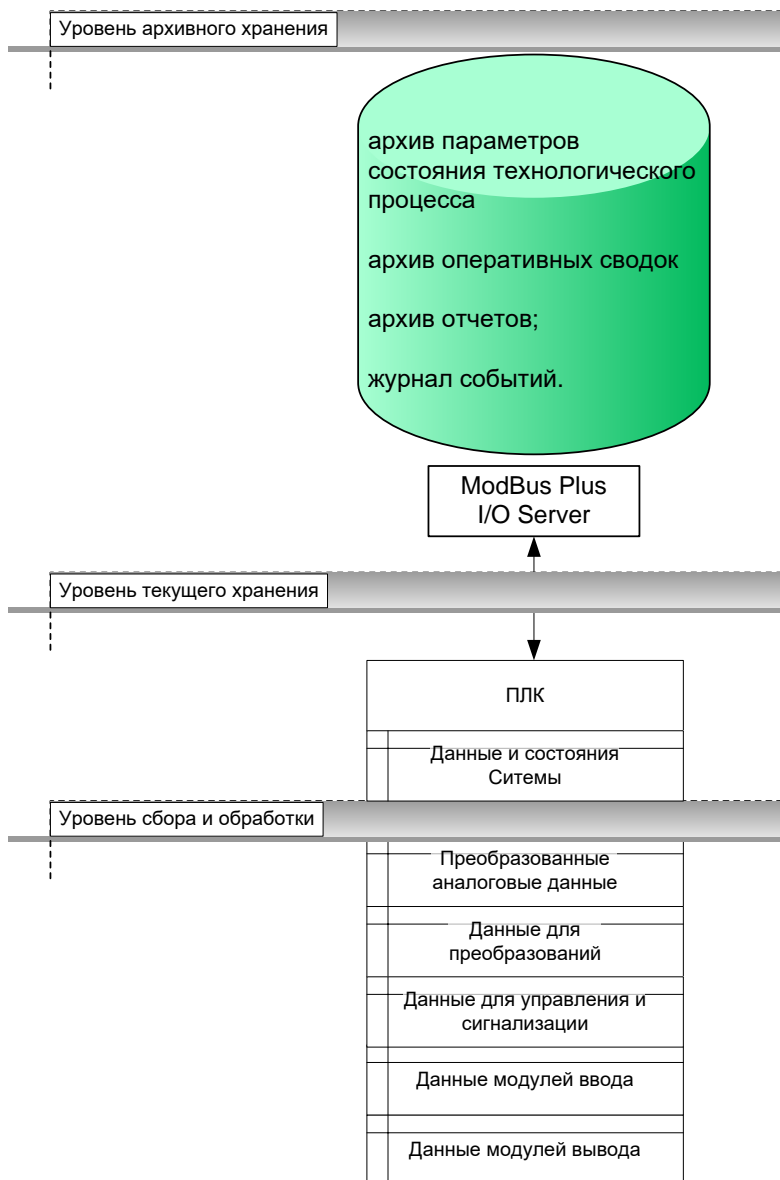 Уровень архивного хранения
архив параметров
состояния технологического
процесса
архив оперативных сводок
архив отчетов;
журнал событий.
ModBus Plus
I/O Server
Уровень текущего хранения
ПЛК
Данные и состояния
Ситемы
Уровень сбора и обработки
Преобразованные
аналоговые данные
Данные для
преобразований
Данные для управления и
сигнализации
Данные модулей ввода
Данные модулей вывода